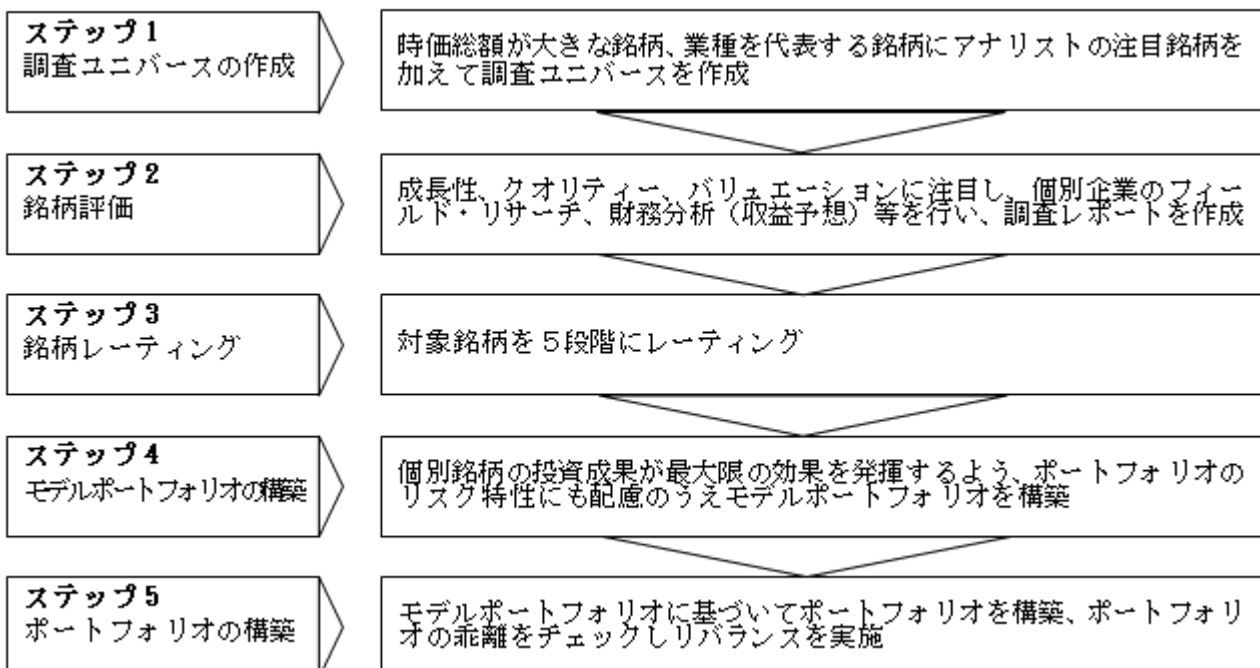 ステップ1
調査ユニバースの作成
時価総額が大きな銘柄、業種を代表する銘柄にアナリストの注目銘柄を
加えて調査ユニバースを作成
ステップ2
銘柄評価
成長性、クオリティー、バリュエーションに注目し、個別企業のフィー
ルド・リサーチ、財務分析（収益予想）等を行い、調査レポートを作成
ステップ3
銘柄レーティング
対象銘柄を５段階にレーティング
ステップ4
モデルポートフォリオの構築
個別銘柄の投資成果が最大限の効果を発揮するよう、ポートフォリオの
リスク特性にも配慮のうえモデルポートフォリオを構築
ステップ5
ポートフォリオの構築
モデルポートフォリオに基づいてポートフォリオを構築、ポートフォリ
オの乖離をチェックしリバランスを実施